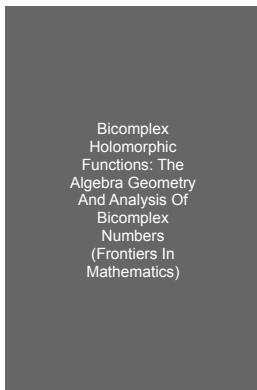 Bicomplex
Holomorphic
Functions: The
Algebra Geometry
And Analysis Of
Bicomplex
Numbers
(Frontiers In
Mathematics)